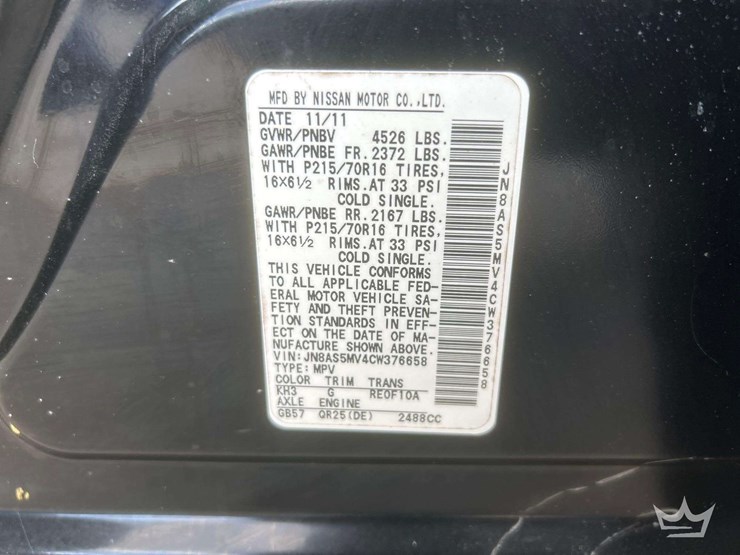 MFD BY NISSAN MOTOR CO.,LTD.
DATE 11/11
GVWR/PNBV 4526 LBS.
GAWR/PNBE FR. 2372 LBS.
WITH P215/70R16 TIRES,
16X6½ RIMS. AT 33 PSI
COLD SINGLE.
GAWR/PNBE RR. 2167 LBS.
WITH P215/70R16 TIRES,
16X6½ RIMS. AT 33 PSI
COLD SINGLE.
THIS VEHICLE CONFORMS
TO ALL APPLICABLE FED-
ERAL MOTOR VEHICLE SA-
FETY AND THEFT PREVEN-
TION STANDARDS IN EFF-
ECT ON THE DATE OF MA-
NUFACTURE SHOWN ABOVE.
VIN: JN8AS5MV4CW376658
TYPE: MPV
COLOR TRIM TRANS
KH3 G RE0F10A
AXLE ENGINE
GB57 QR25(DE) 2488CC
JN8AS5MV4CW376658